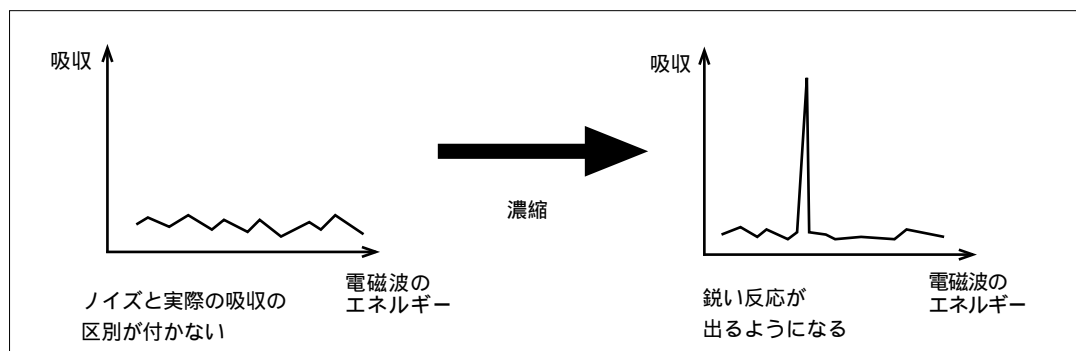 吸収
電磁波の
エネルギー
ノイズと実際の吸収の
区別が付かない
濃縮
吸収
電磁波の
エネルギー
鋭い反応が
出るようになる